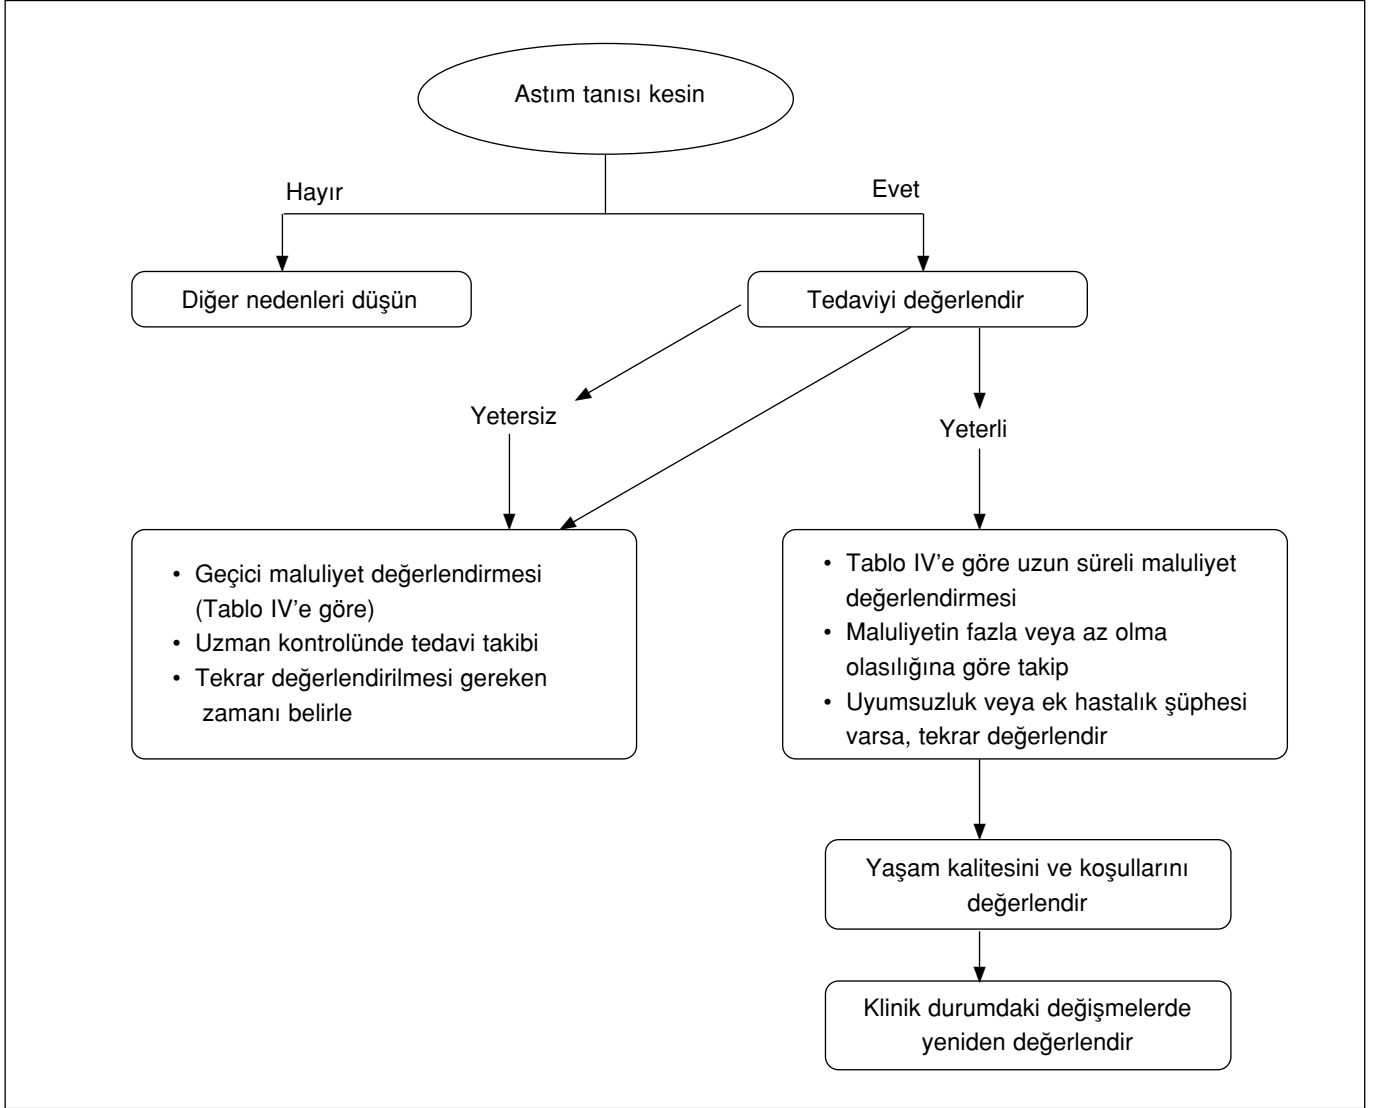 Astım tanısı kesin
Hayır
Evet
Diğer nedenleri düşün
Tedaviyi değerlendir
Yetersiz
Yeterli
• Geçici maluliyet değerlendirmesi
(Tablo IV’e göre)
• Uzman kontrolünde tedavi takibi
• Tekrar değerlendirilmesi gereken
zamanı belirle
• Tablo IV’e göre uzun süreli maluliyet
değerlendirmesi
• Maluliyetin fazla veya az olma
olasılığına göre takip
• Uyumsuzluk veya ek hastalık şüphesi
varsa, tekrar değerlendir
Yaşam kalitesini ve koşullarını
değerlendir
Klinik durumdaki değişmelerde
yeniden değerlendir